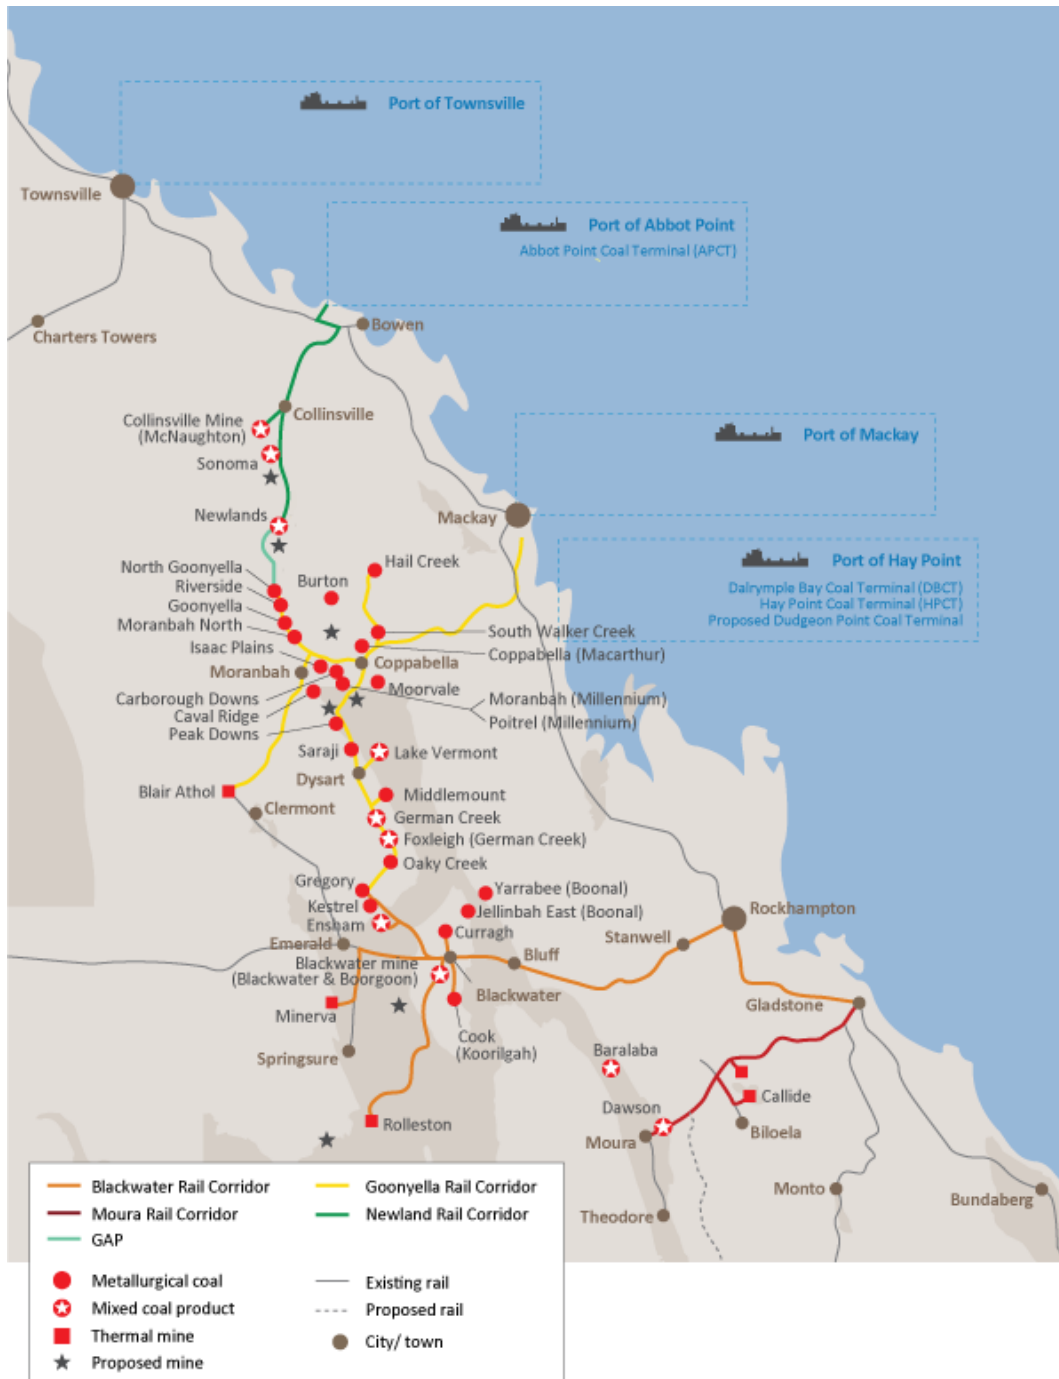 Port of Townsville
Townsville
Port of Abbot Point
Abbot Point Coal Terminal (APCT)
Charters Towers
Bowen
Collinsville Mine
(McNaughton)
Collinsville
Sonoma
Port of Mackay
Newlands
Mackay
Port of Hay Point
Dalrymple Bay Coal Terminal (DBCT)
Hay Point Coal Terminal (HPCT)
Proposed Dudgeon Point Coal Terminal
North Goonyella
Riverside
Goonyella
Moranbah North
Isaac Plains
Moranbah
Burton
Hail Creek
South Walker Creek
Coppabella (Macarthur)
Coppabella
Carborough Downs
Caval Ridge
Peak Downs
Moorvale
Moranbah (Millennium)
Poitrel (Millennium)
Saraji
Lake Vermont
Dysart
Blair Athol
Clermont
Middlemount
German Creek
Foxleigh (German Creek)
Oaky Creek
Gregory
Kestrel
Ensham
Yarrabee (Boonal)
Jellinbah East (Boonal)
Curragh
Rockhampton
Stanwell
Emerald
Blackwater mine
(Blackwater & Boorgoon)
Bluff
Blackwater
Minerva
Gladstone
Cook
(Koorilgah)
Springsure
Baralaba
Rolleston
Dawson
Callide
Moura
Biloela
Theodore
Monto
Bundaberg
Blackwater Rail Corridor
Moura Rail Corridor
GAP
Goonyella Rail Corridor
Newland Rail Corridor
Metallurgical coal
Mixed coal product
Thermal mine
Proposed mine
Existing rail
Proposed rail
City/ town